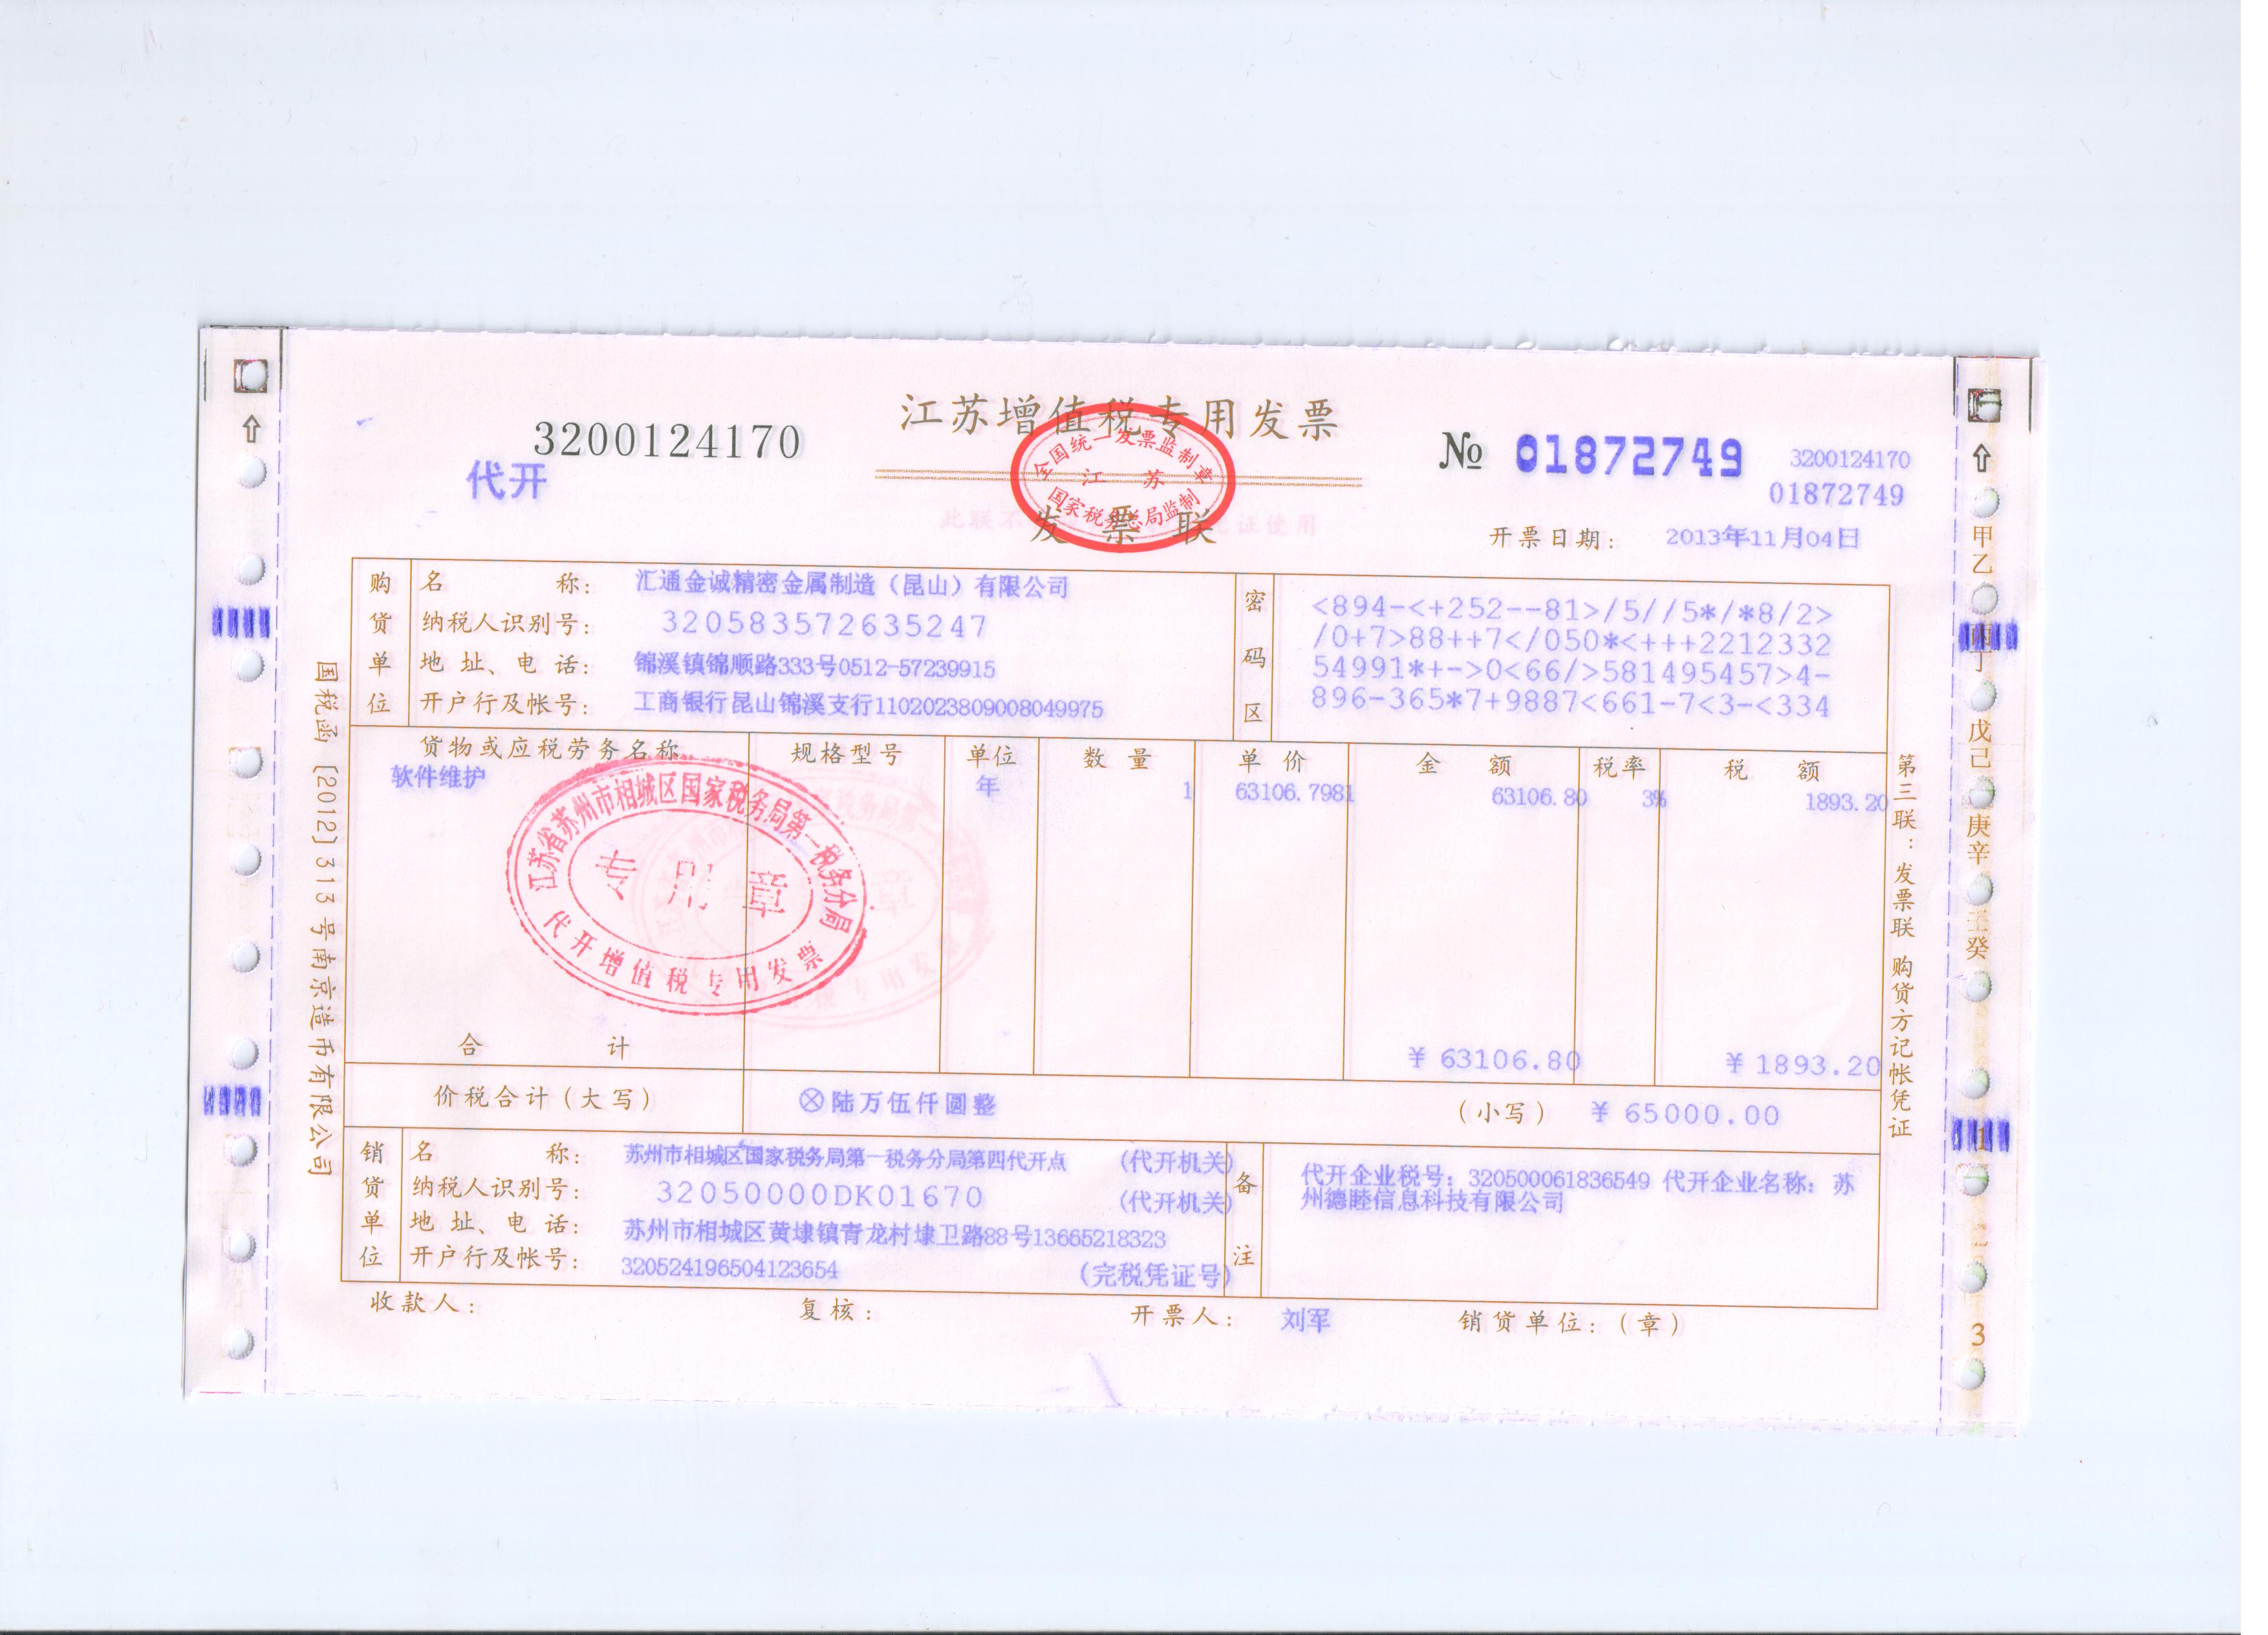 江苏增值税专用发票
3200124170
代开
全国统一发票监制章
江 苏
国家税务总局监制
发票联
№ 01872749
3200124170
01872749
开票日期: 2013年11月04日
购货单位
名 称: 汇通金诚精密金属制造（昆山）有限公司
纳税人识别号: 320583572635247
地 址、电 话: 锦溪镇锦顺路333号0512-57239915
开户行及帐号: 工商银行昆山锦溪支行1102023809008049975
密码区
<894-<+252--81>/5//5*/*8/2>
/0+7>88++7</050*<+++2212332
54991*+->0<66/>581495457>4-
896-365*7+9887<661-7<3-<334
货物或应税劳务名称 规格型号 单位 数 量 单 价 金 额 税率 税 额
软件维护 年 1 63106.7981 63106.80 3% 1893.20
江苏省苏州市相城区国家税务局第一税务分局
专用章
代开增值税专用发票
合 计 ¥ 63106.80 ¥ 1893.20
价税合计(大写) ⊗陆万伍仟圆整 (小写) ¥ 65000.00
销货单位
名 称: 苏州市相城区国家税务局第一税务分局第四代开点 (代开机关)
纳税人识别号: 32050000DK01670 (代开机关)
地 址、电 话: 苏州市相城区黄埭镇青龙村埭卫路88号13665218323
开户行及帐号: 320524196504123654 (完税凭证号)
备注
代开企业税号: 320500061836549 代开企业名称: 苏
州德睦信息科技有限公司
收款人: 复核: 开票人: 刘军 销货单位: (章)
国税函〔2012〕313号南京造币有限公司
第三联:发票联 购货方记帐凭证
甲乙
丁
戊己
庚辛
壬癸
1
2
3